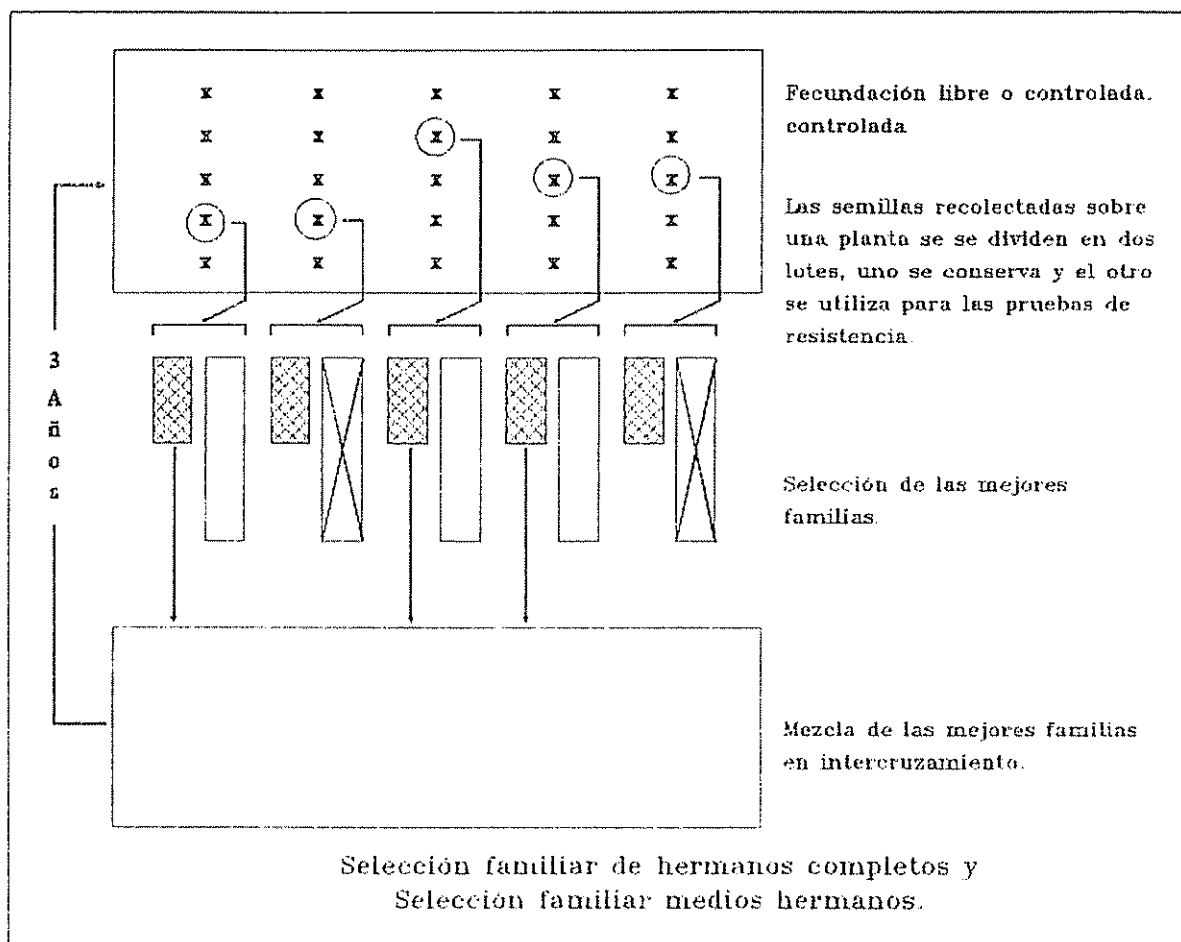 Fecundación libre o controlada.
controlada
Las semillas recolectadas sobre
una planta se se dividen en dos
lotes, uno se conserva y el otro
se utiliza para las pruebas de
resistencia.
3 Años
Selección de las mejores
familias.
Mezcla de las mejores familias
en intercruzamiento.
Selección familiar de hermanos completos y
Selección familiar medios hermanos.